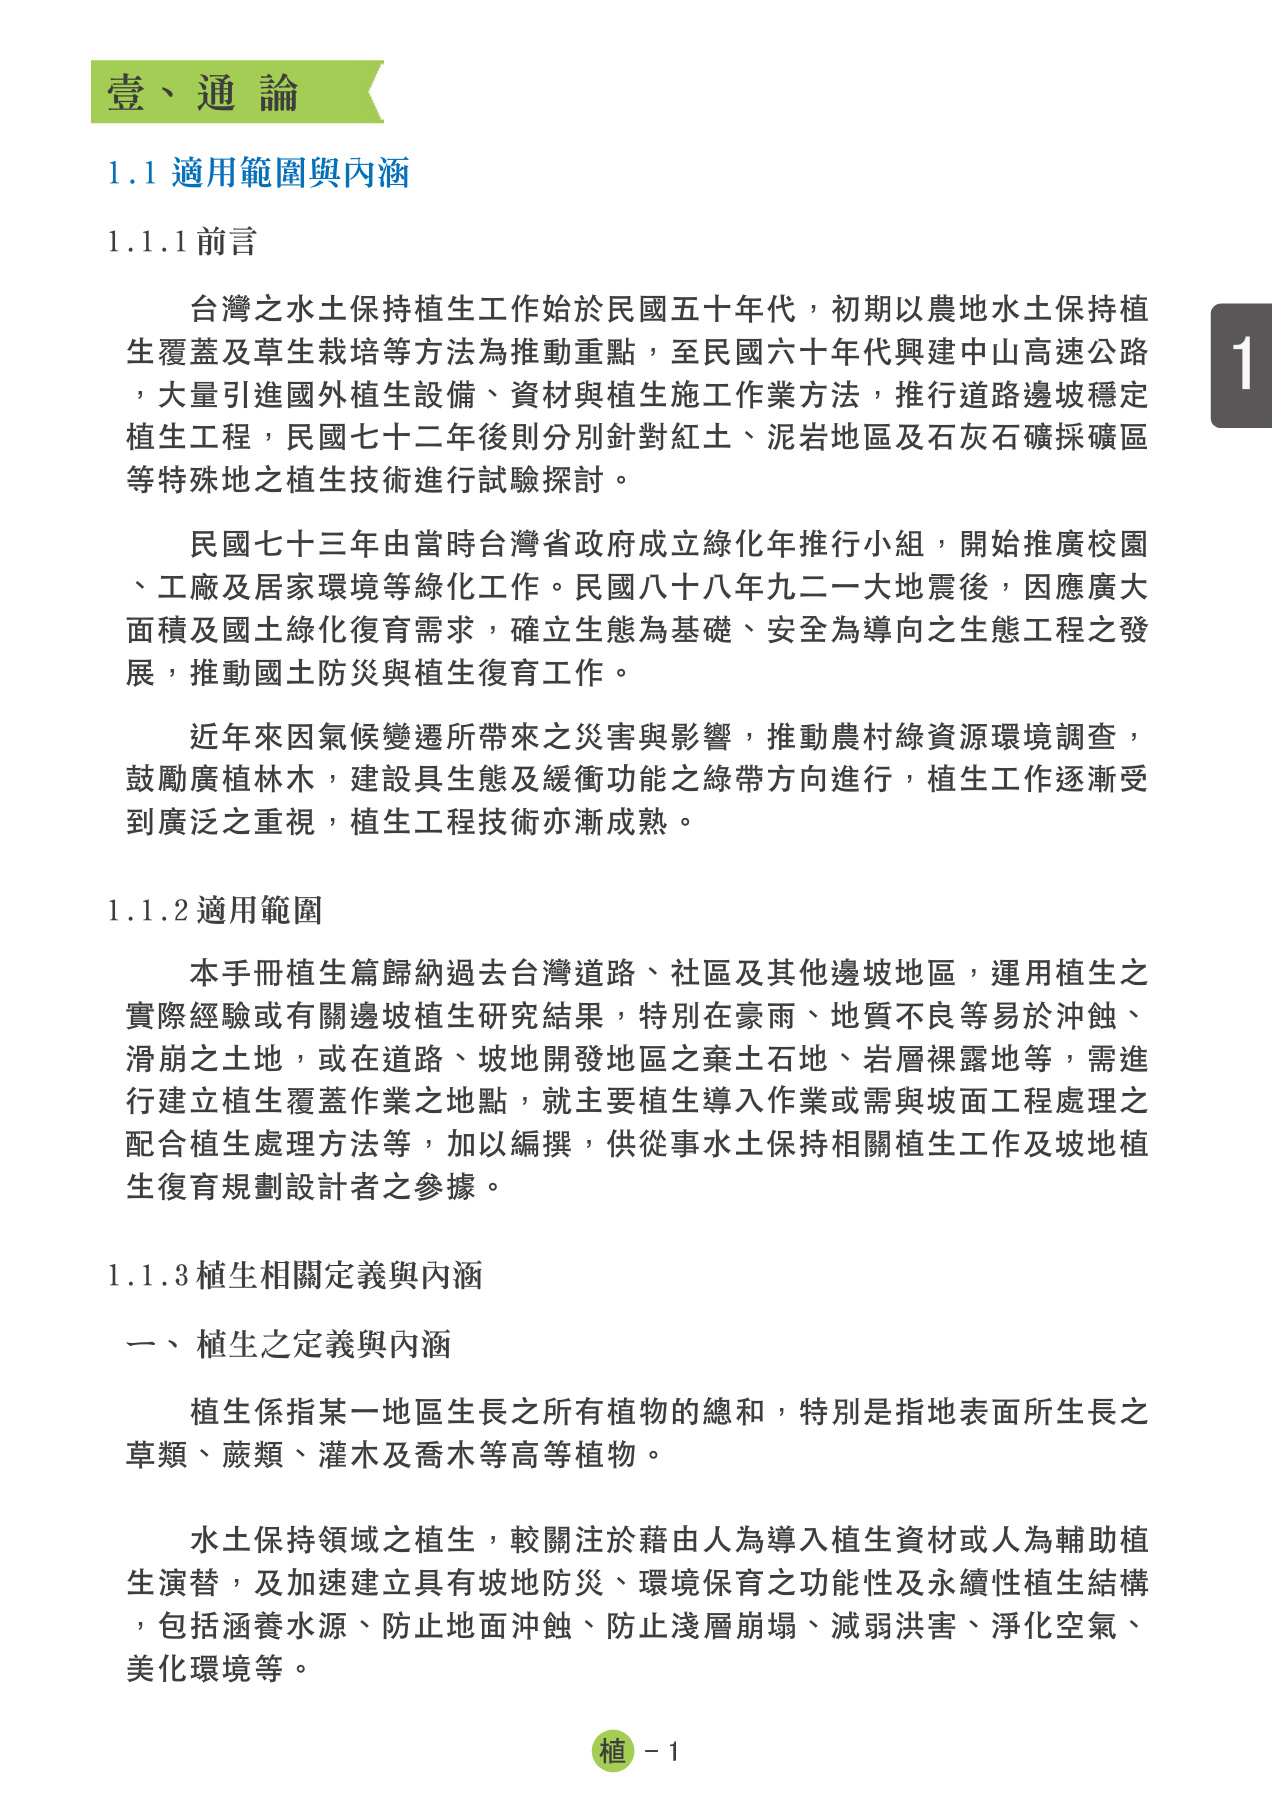 壹、通 論
1.1 適用範圍與內涵
1.1.1前言
台灣之水土保持植生工作始於民國五十年代，初期以農地水土保持植
生覆蓋及草生栽培等方法為推動重點，至民國六十年代興建中山高速公路
，大量引進國外植生設備、資材與植生施工作業方法，推行道路邊坡穩定
植生工程，民國七十二年後則分別針對紅土、泥岩地區及石灰石礦採礦區
等特殊地之植生技術進行試驗探討。
1
民國七十三年由當時台灣省政府成立綠化年推行小組，開始推廣校園
、工廠及居家環境等綠化工作。民國八十八年九二一大地震後，因應廣大
面積及國土綠化復育需求，確立生態為基礎、安全為導向之生態工程之發
展，推動國土防災與植生復育工作。
近年來因氣候變遷所帶來之災害與影響，推動農村綠資源環境調查，
鼓勵廣植林木，建設具生態及緩衝功能之綠帶方向進行，植生工作逐漸受
到廣泛之重視，植生工程技術亦漸成熟。
1.1.2適用範圍
本手冊植生篇歸納過去台灣道路、社區及其他邊坡地區，運用植生之
實際經驗或有關邊坡植生研究結果，特別在豪雨、地質不良等易於沖蝕、
滑崩之土地，或在道路、坡地開發地區之棄土石地、岩層裸露地等，需進
行建立植生覆蓋作業之地點，就主要植生導入作業或需與坡面工程處理之
配合植生處理方法等，加以編撰，供從事水土保持相關植生工作及坡地植
生復育規劃設計者之參據。
1.1.3植生相關定義與內涵
一、植生之定義與內涵
植生係指某一地區生長之所有植物的總和，特別是指地表面所生長之
草類、蕨類、灌木及喬木等高等植物。
水土保持領域之植生，較關注於藉由人為導入植生資材或人為輔助植
生演替，及加速建立具有坡地防災、環境保育之功能性及永續性植生結構
，包括涵養水源、防止地面沖蝕、防止淺層崩塌、減弱洪害、淨化空氣、
美化環境等。
植 - 1